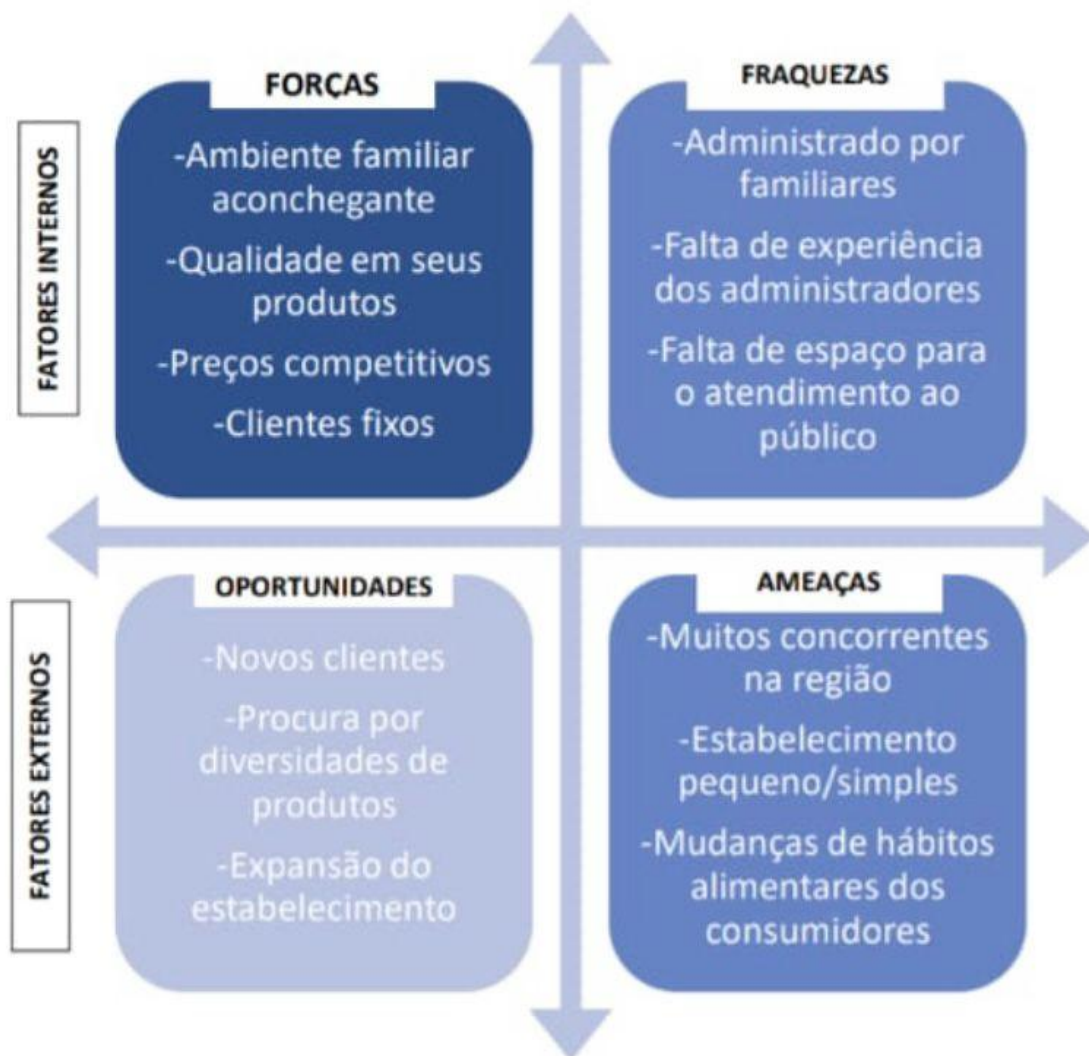 FORÇAS
-Ambiente familiar
aconchegante
-Qualidade em seus
produtos
-Preços competitivos
-Clientes fixos
FRAQUEZAS
-Administrado por
familiares
-Falta de experiência
dos administradores
-Falta de espaço para
o atendimento ao
público
FATORES INTERNOS
OPORTUNIDADES
-Novos clientes
-Procura por
diversidades de
produtos
-Expansão do
estabelecimento
AMEAÇAS
-Muitos concorrentes
na região
-Estabelecimento
pequeno/simples
-Mudanças de hábitos
alimentares dos
consumidores
FATORES EXTERNOS